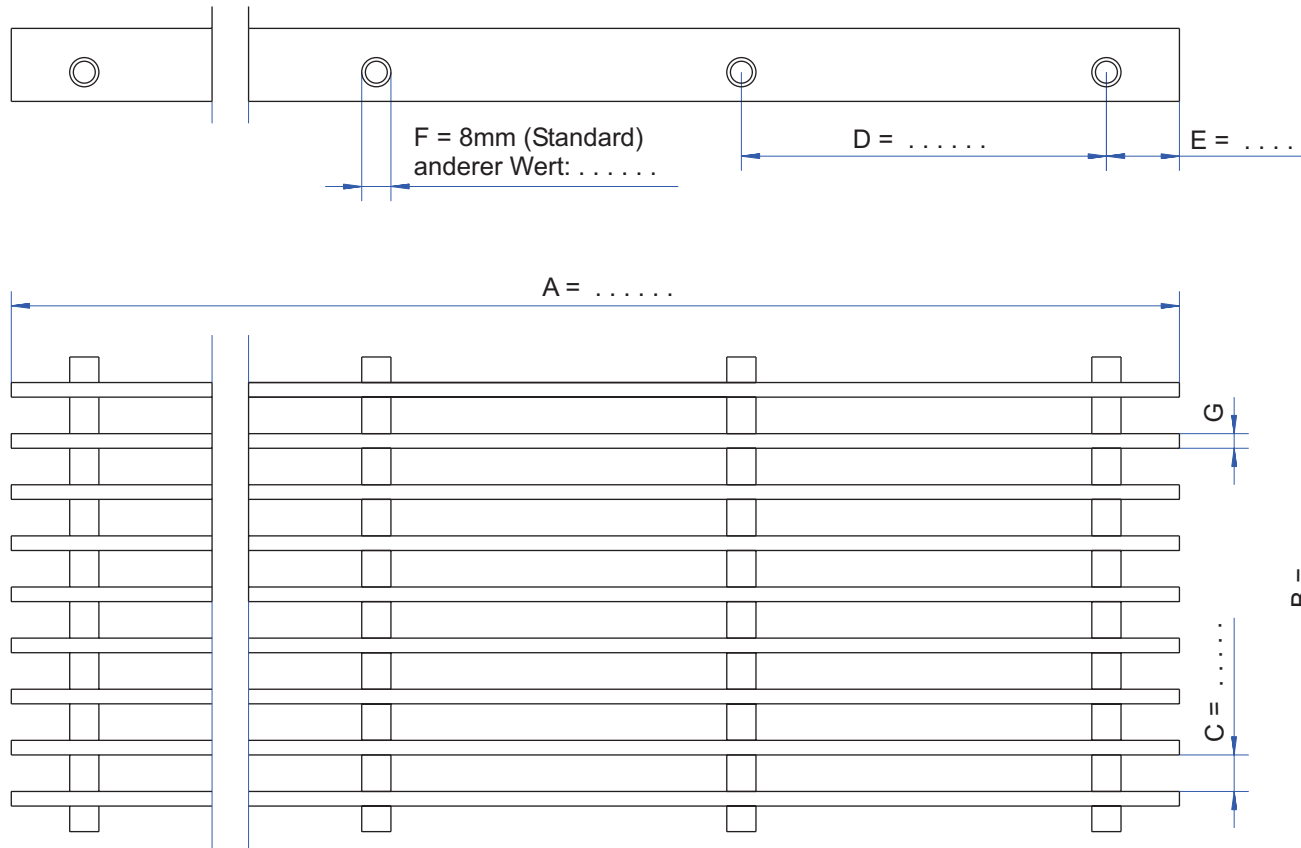 F = 8mm (Standard)
anderer Wert: . . . . . .
D = . . . . . .
E = . . . .
A = . . . . . .
G
C = . . . . .